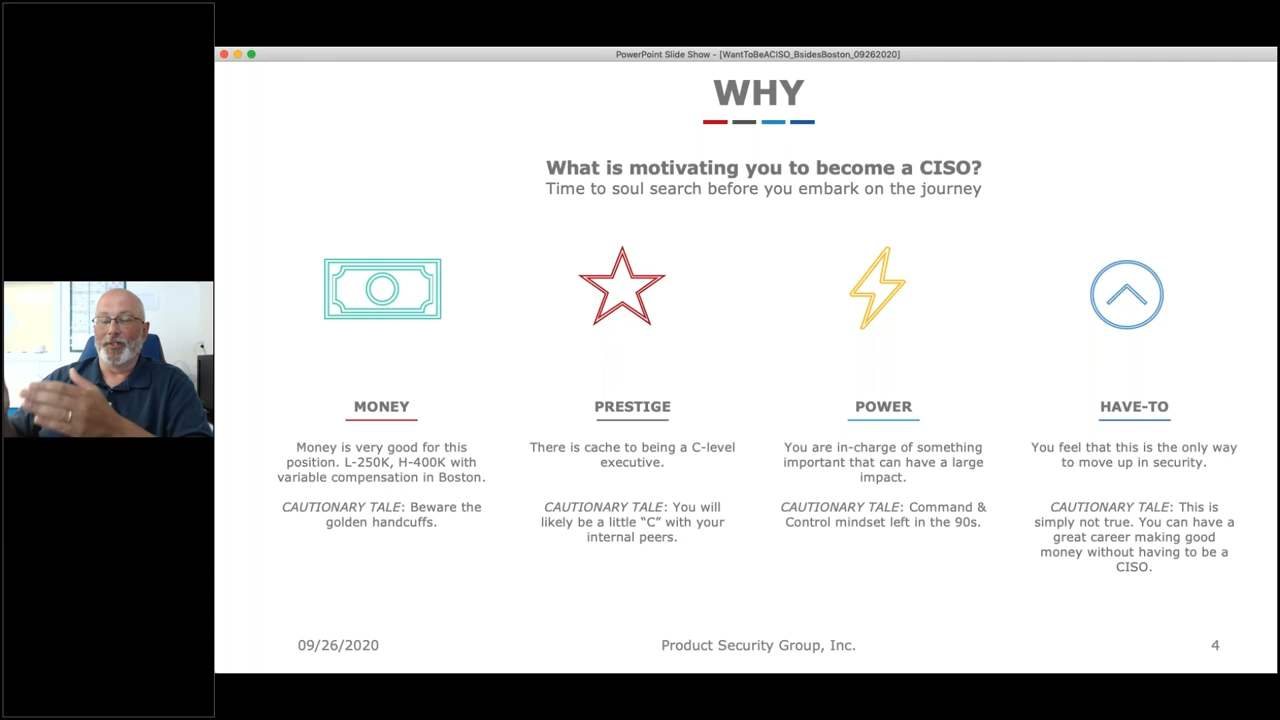 PowerPoint Slide Show - [WantToBeACISO_BsidesBoston_09262020]
WHY
What is motivating you to become a CISO?
Time to soul search before you embark on the journey
MONEY
Money is very good for this
position. L-250K, H-400K with
variable compensation in Boston.
CAUTIONARY TALE: Beware the
golden handcuffs.
PRESTIGE
There is cache to being a C-level
executive.
CAUTIONARY TALE: You will
likely be a little “C” with your
internal peers.
POWER
You are in-charge of something
important that can have a large
impact.
CAUTIONARY TALE: Command &
Control mindset left in the 90s.
HAVE-TO
You feel that this is the only way
to move up in security.
CAUTIONARY TALE: This is
simply not true. You can have a
great career making good
money without having to be a
CISO.
09/26/2020
Product Security Group, Inc.
4